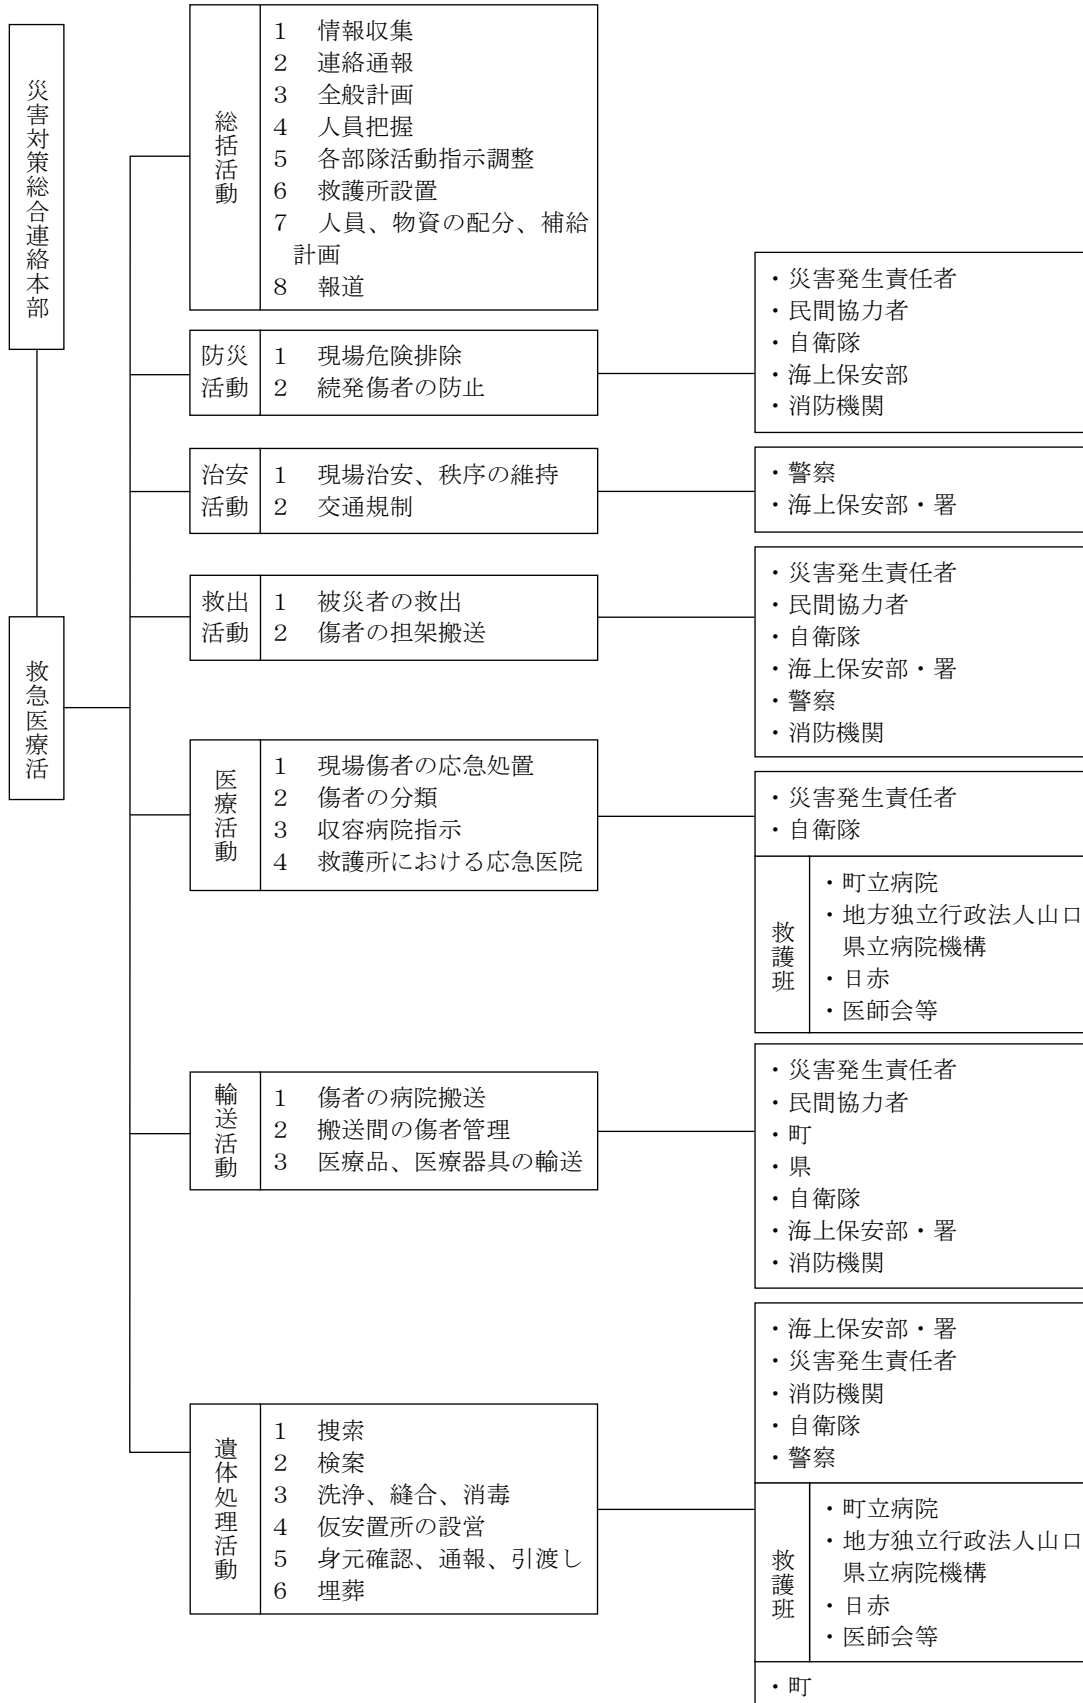 災害対策総合連絡本部
救急医療活
総括活動
１　情報収集
２　連絡通報
３　全般計画
４　人員把握
５　各部隊活動指示調整
６　救護所設置
７　人員、物資の配分、補給
計画
８　報道
防災
活動
１　現場危険排除
２　続発傷者の防止
・災害発生責任者
・民間協力者
・自衛隊
・海上保安部
・消防機関
治安
活動
１　現場治安、秩序の維持
２　交通規制
・警察
・海上保安部・署
救出
活動
１　被災者の救出
２　傷者の担架搬送
・災害発生責任者
・民間協力者
・自衛隊
・海上保安部・署
・警察
・消防機関
医療活動
１　現場傷者の応急処置
２　傷者の分類
３　収容病院指示
４　救護所における応急医院
・災害発生責任者
・自衛隊
救護班
・町立病院
・地方独立行政法人山口
県立病院機構
・日赤
・医師会等
輸送活動
１　傷者の病院搬送
２　搬送間の傷者管理
３　医療品、医療器具の輸送
・災害発生責任者
・民間協力者
・町
・県
・自衛隊
・海上保安部・署
・消防機関
遺体処理活動
１　捜索
２　検案
３　洗浄、縫合、消毒
４　仮安置所の設営
５　身元確認、通報、引渡し
６　埋葬
・海上保安部・署
・災害発生責任者
・消防機関
・自衛隊
・警察
救護班
・町立病院
・地方独立行政法人山口
県立病院機構
・日赤
・医師会等
・町